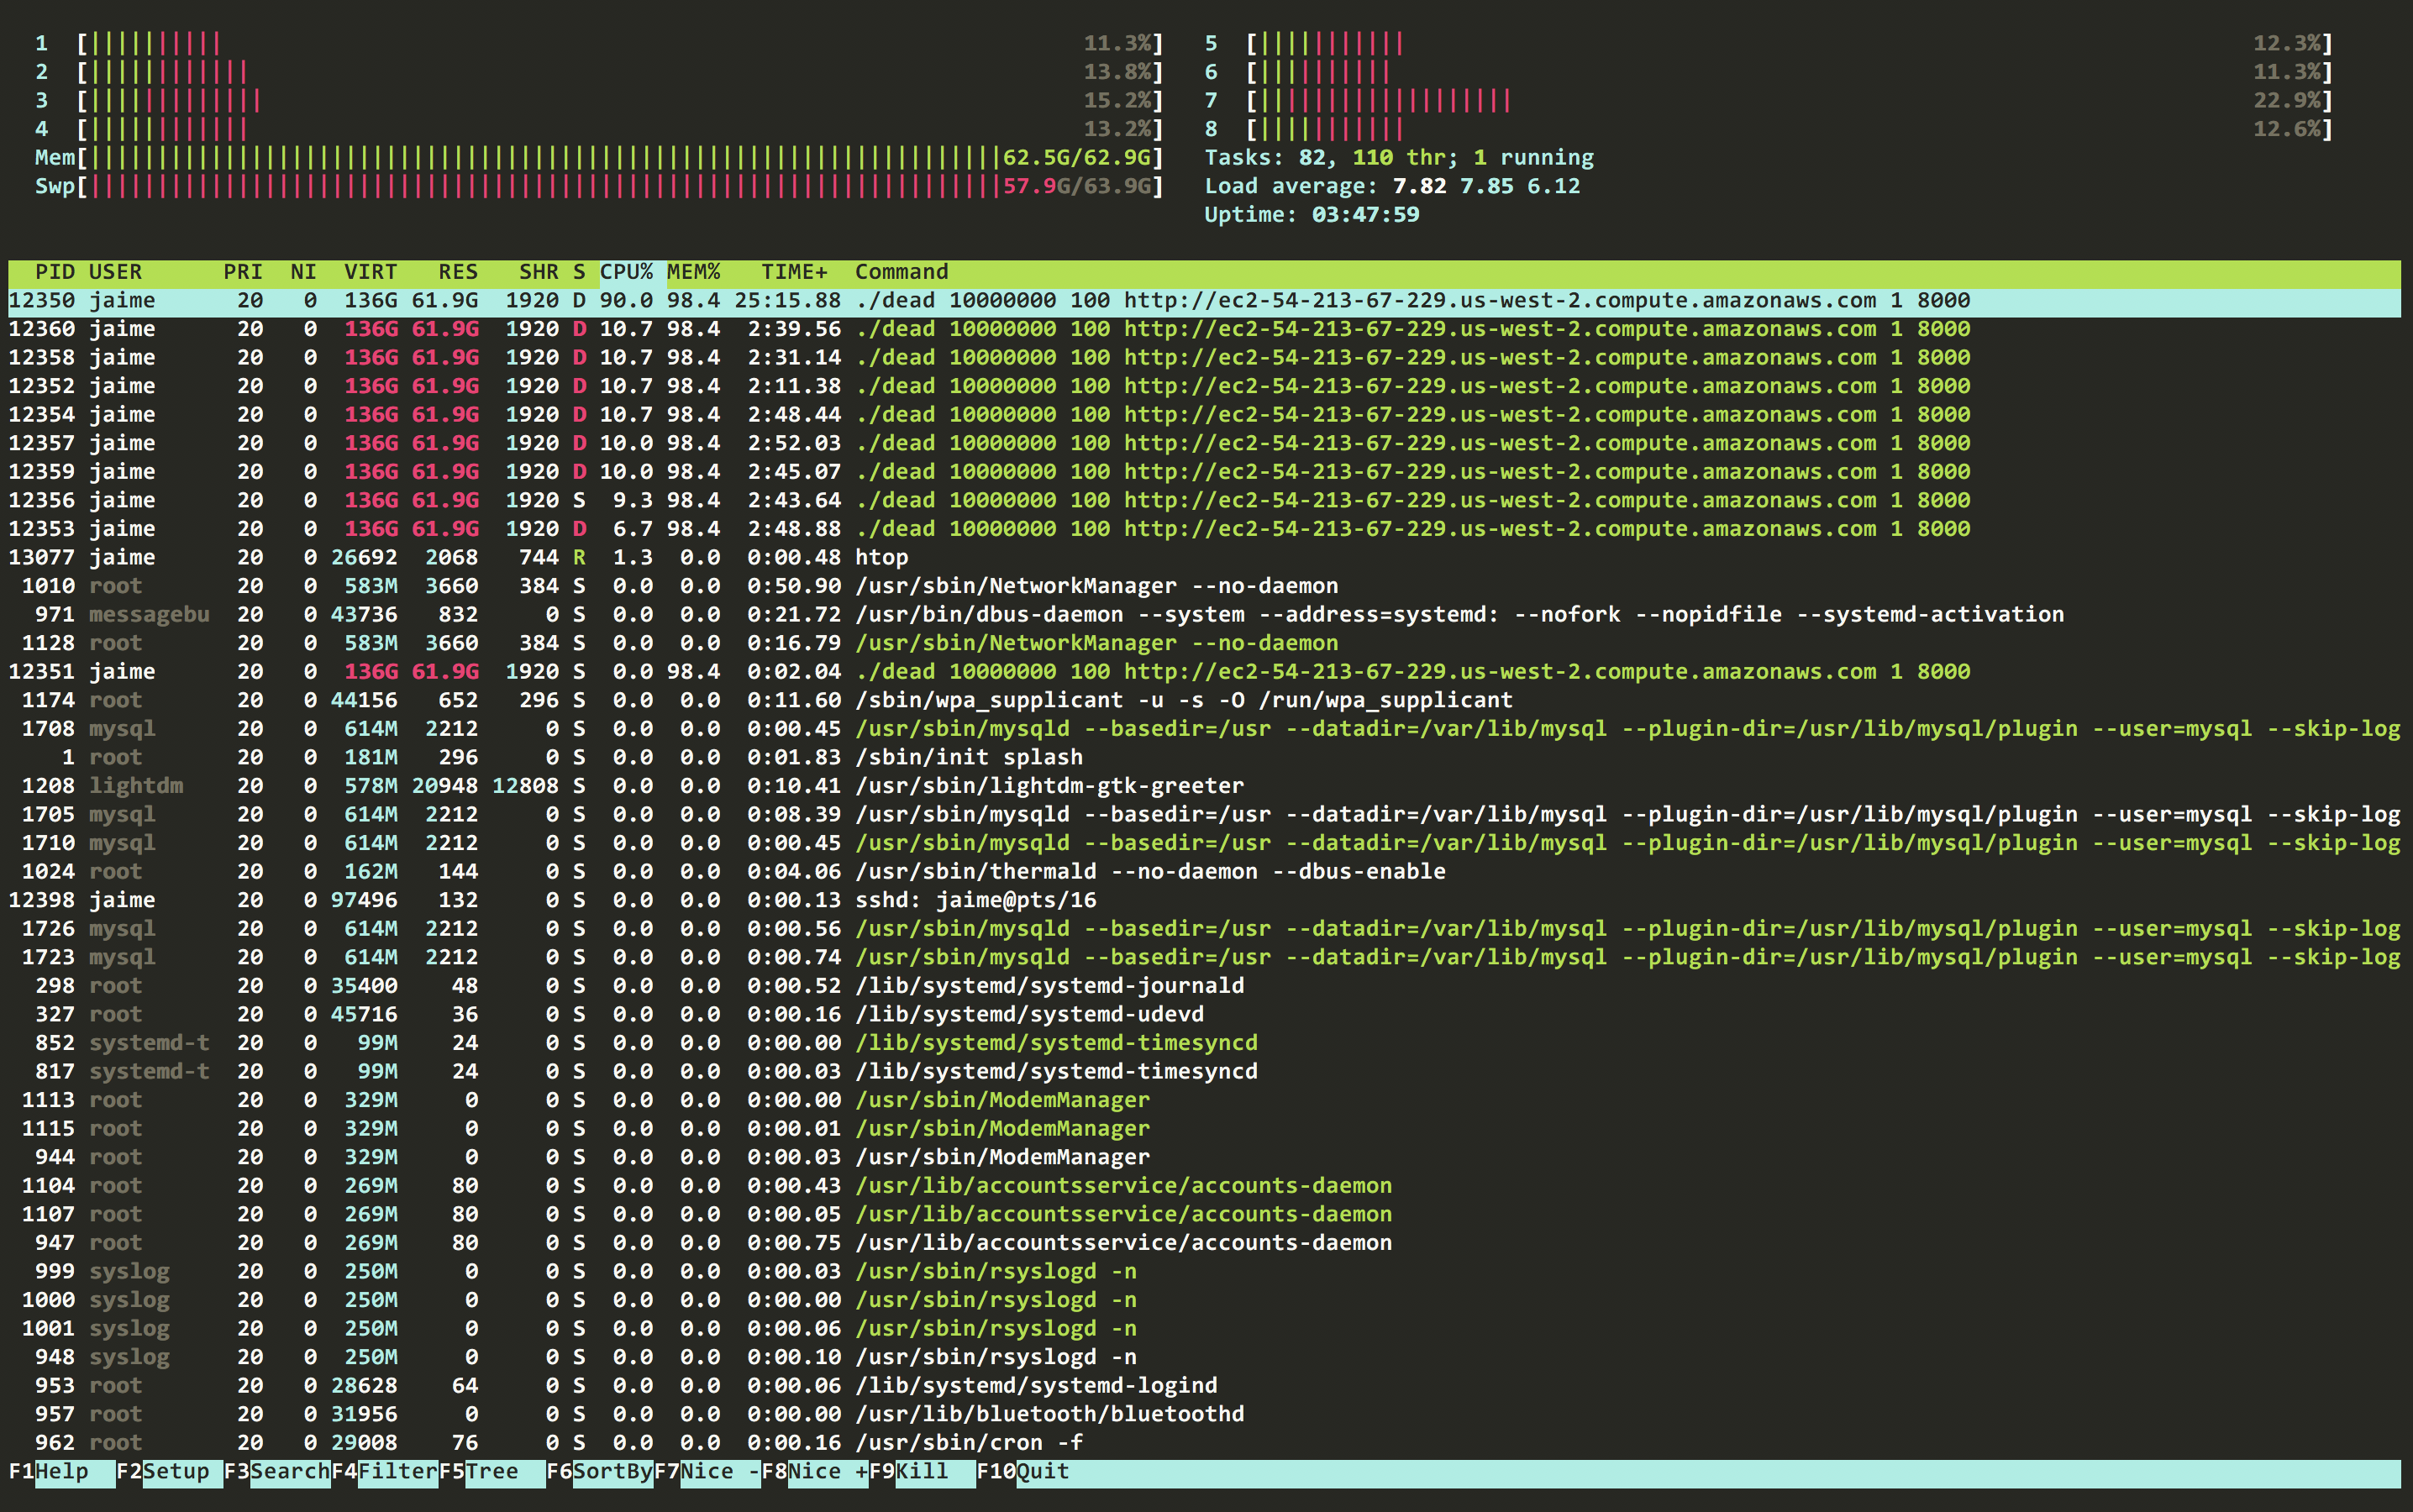 1 [|||||||||| 11.3%] 5 [||||||||||| 12.3%]
2 [|||||||||||| 13.8%] 6 [|||||||||| 11.3%]
3 [||||||||||||| 15.2%] 7 [||||||||||||||||||| 22.9%]
4 [|||||||||||| 13.2%] 8 [||||||||||| 12.6%]
Mem[||||||||||||||||||||||||||||||||||||||||||||||||||||||||||||||||||||62.5G/62.9G] Tasks: 82, 110 thr; 1 running
Swp[||||||||||||||||||||||||||||||||||||||||||||||||||||||||||||||||||||57.9G/63.9G] Load average: 7.82 7.85 6.12
Uptime: 03:47:59
PID USER PRI NI VIRT RES SHR S CPU% MEM% TIME+ Command
12350 jaime 20 0 136G 61.9G 1920 D 90.0 98.4 25:15.88 ./dead 10000000 100 http://ec2-54-213-67-229.us-west-2.compute.amazonaws.com 1 8000
12360 jaime 20 0 136G 61.9G 1920 D 10.7 98.4 2:39.56 ./dead 10000000 100 http://ec2-54-213-67-229.us-west-2.compute.amazonaws.com 1 8000
12358 jaime 20 0 136G 61.9G 1920 D 10.7 98.4 2:31.14 ./dead 10000000 100 http://ec2-54-213-67-229.us-west-2.compute.amazonaws.com 1 8000
12352 jaime 20 0 136G 61.9G 1920 D 10.7 98.4 2:11.38 ./dead 10000000 100 http://ec2-54-213-67-229.us-west-2.compute.amazonaws.com 1 8000
12354 jaime 20 0 136G 61.9G 1920 D 10.7 98.4 2:48.44 ./dead 10000000 100 http://ec2-54-213-67-229.us-west-2.compute.amazonaws.com 1 8000
12357 jaime 20 0 136G 61.9G 1920 D 10.0 98.4 2:52.03 ./dead 10000000 100 http://ec2-54-213-67-229.us-west-2.compute.amazonaws.com 1 8000
12359 jaime 20 0 136G 61.9G 1920 D 10.0 98.4 2:45.07 ./dead 10000000 100 http://ec2-54-213-67-229.us-west-2.compute.amazonaws.com 1 8000
12356 jaime 20 0 136G 61.9G 1920 S 9.3 98.4 2:43.64 ./dead 10000000 100 http://ec2-54-213-67-229.us-west-2.compute.amazonaws.com 1 8000
12353 jaime 20 0 136G 61.9G 1920 D 6.7 98.4 2:48.88 ./dead 10000000 100 http://ec2-54-213-67-229.us-west-2.compute.amazonaws.com 1 8000
13077 jaime 20 0 26692 2068 744 R 1.3 0.0 0:00.48 htop
1010 root 20 0 583M 3660 384 S 0.0 0.0 0:50.90 /usr/sbin/NetworkManager --no-daemon
971 messagebu 20 0 43736 832 0 S 0.0 0.0 0:21.72 /usr/bin/dbus-daemon --system --address=systemd: --nofork --nopidfile --systemd-activation
1128 root 20 0 583M 3660 384 S 0.0 0.0 0:16.79 /usr/sbin/NetworkManager --no-daemon
12351 jaime 20 0 136G 61.9G 1920 S 0.0 98.4 0:02.04 ./dead 10000000 100 http://ec2-54-213-67-229.us-west-2.compute.amazonaws.com 1 8000
1174 root 20 0 44156 652 296 S 0.0 0.0 0:11.60 /sbin/wpa_supplicant -u -s -O /run/wpa_supplicant
1708 mysql 20 0 614M 2212 0 S 0.0 0.0 0:00.45 /usr/sbin/mysqld --basedir=/usr --datadir=/var/lib/mysql --plugin-dir=/usr/lib/mysql/plugin --user=mysql --skip-log
1 root 20 0 181M 296 0 S 0.0 0.0 0:01.83 /sbin/init splash
1208 lightdm 20 0 578M 20948 12808 S 0.0 0.0 0:10.41 /usr/sbin/lightdm-gtk-greeter
1705 mysql 20 0 614M 2212 0 S 0.0 0.0 0:08.39 /usr/sbin/mysqld --basedir=/usr --datadir=/var/lib/mysql --plugin-dir=/usr/lib/mysql/plugin --user=mysql --skip-log
1710 mysql 20 0 614M 2212 0 S 0.0 0.0 0:00.45 /usr/sbin/mysqld --basedir=/usr --datadir=/var/lib/mysql --plugin-dir=/usr/lib/mysql/plugin --user=mysql --skip-log
1024 root 20 0 162M 144 0 S 0.0 0.0 0:04.06 /usr/sbin/thermald --no-daemon --dbus-enable
12398 jaime 20 0 97496 132 0 S 0.0 0.0 0:00.13 sshd: jaime@pts/16
1726 mysql 20 0 614M 2212 0 S 0.0 0.0 0:00.56 /usr/sbin/mysqld --basedir=/usr --datadir=/var/lib/mysql --plugin-dir=/usr/lib/mysql/plugin --user=mysql --skip-log
1723 mysql 20 0 614M 2212 0 S 0.0 0.0 0:00.74 /usr/sbin/mysqld --basedir=/usr --datadir=/var/lib/mysql --plugin-dir=/usr/lib/mysql/plugin --user=mysql --skip-log
298 root 20 0 35400 48 0 S 0.0 0.0 0:00.52 /lib/systemd/systemd-journald
327 root 20 0 45716 36 0 S 0.0 0.0 0:00.16 /lib/systemd/systemd-udevd
852 systemd-t 20 0 99M 24 0 S 0.0 0.0 0:00.00 /lib/systemd/systemd-timesyncd
817 systemd-t 20 0 99M 24 0 S 0.0 0.0 0:00.03 /lib/systemd/systemd-timesyncd
1113 root 20 0 329M 0 0 S 0.0 0.0 0:00.00 /usr/sbin/ModemManager
1115 root 20 0 329M 0 0 S 0.0 0.0 0:00.01 /usr/sbin/ModemManager
944 root 20 0 329M 0 0 S 0.0 0.0 0:00.03 /usr/sbin/ModemManager
1104 root 20 0 269M 80 0 S 0.0 0.0 0:00.43 /usr/lib/accountsservice/accounts-daemon
1107 root 20 0 269M 80 0 S 0.0 0.0 0:00.05 /usr/lib/accountsservice/accounts-daemon
947 root 20 0 269M 80 0 S 0.0 0.0 0:00.75 /usr/lib/accountsservice/accounts-daemon
999 syslog 20 0 250M 0 0 S 0.0 0.0 0:00.03 /usr/sbin/rsyslogd -n
1000 syslog 20 0 250M 0 0 S 0.0 0.0 0:00.00 /usr/sbin/rsyslogd -n
1001 syslog 20 0 250M 0 0 S 0.0 0.0 0:00.06 /usr/sbin/rsyslogd -n
948 syslog 20 0 250M 0 0 S 0.0 0.0 0:00.10 /usr/sbin/rsyslogd -n
953 root 20 0 28628 64 0 S 0.0 0.0 0:00.06 /lib/systemd/systemd-logind
957 root 20 0 31956 0 0 S 0.0 0.0 0:00.00 /usr/lib/bluetooth/bluetoothd
962 root 20 0 29008 76 0 S 0.0 0.0 0:00.16 /usr/sbin/cron -f
F1Help F2Setup F3SearchF4FilterF5Tree F6SortByF7Nice -F8Nice +F9Kill F10Quit